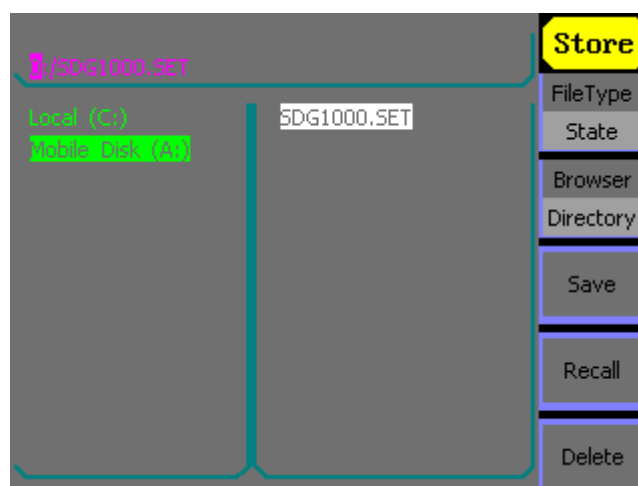 Store
:/SDG1000.SET
FileType
State
Local (C:)
Mobile Disk (A:)
SDG1000.SET
Browser
Directory
Save
Recall
Delete